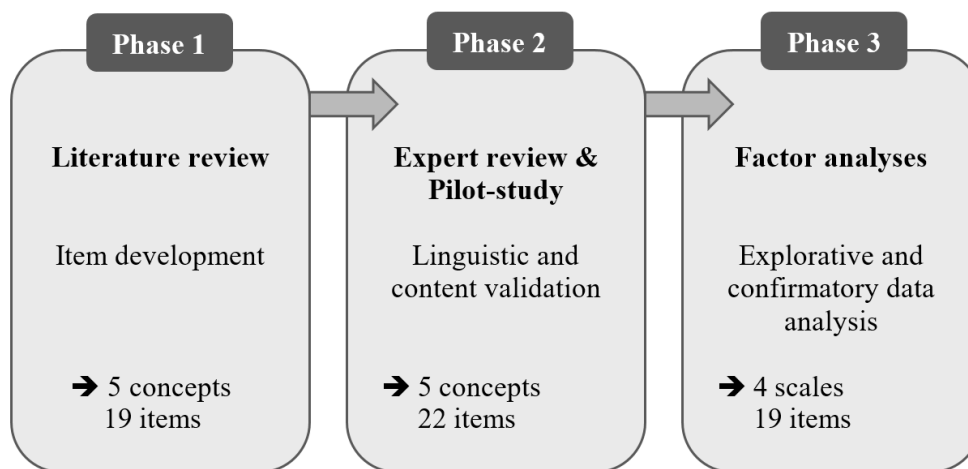 Phase 1
Literature review
Item development
➔ 5 concepts
19 items
Phase 2
Expert review &
Pilot-study
Linguistic and
content validation
➔ 5 concepts
22 items
Phase 3
Factor analyses
Explorative and
confirmatory data
analysis
➔ 4 scales
19 items